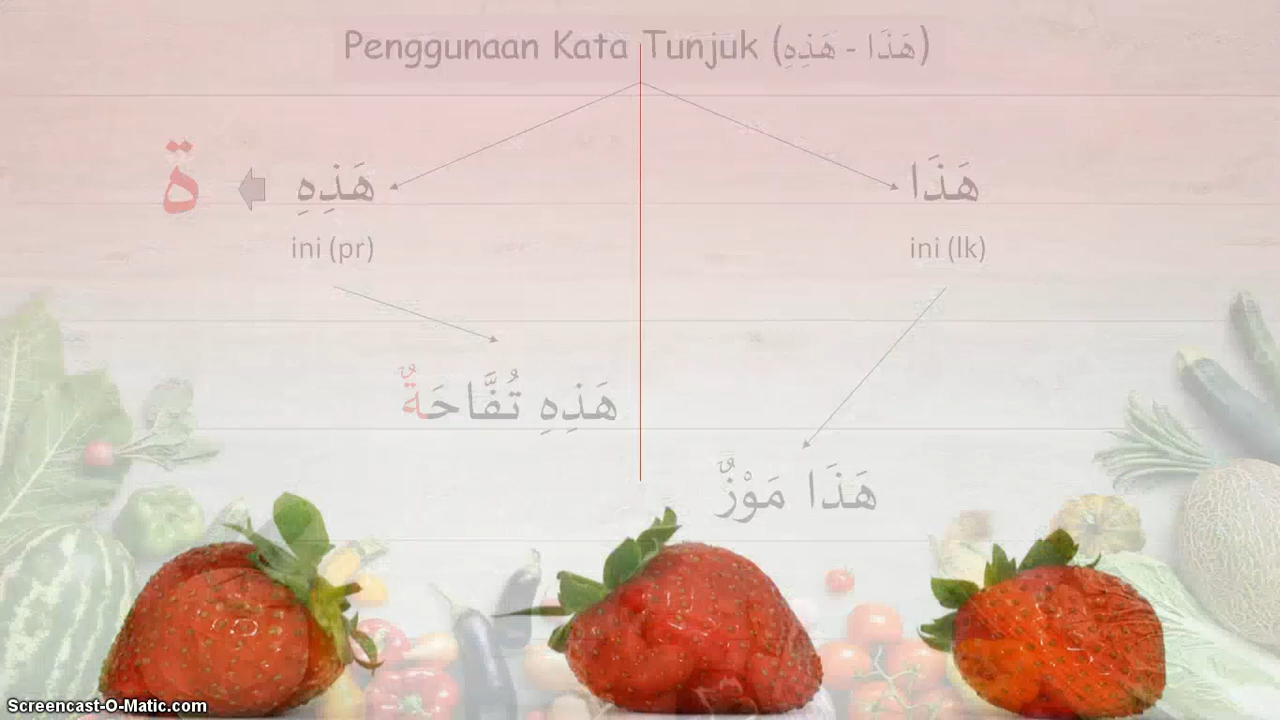 Penggunaan Kata Tunjuk (هَذَا - هَذِهِ)
هَذَا
هَذِهِ
ة
ini (lk)
ini (pr)
هَذِهِ تُفَّاحَةٌ
هَذَا مَوْزٌ
Screencast-O-Matic.com